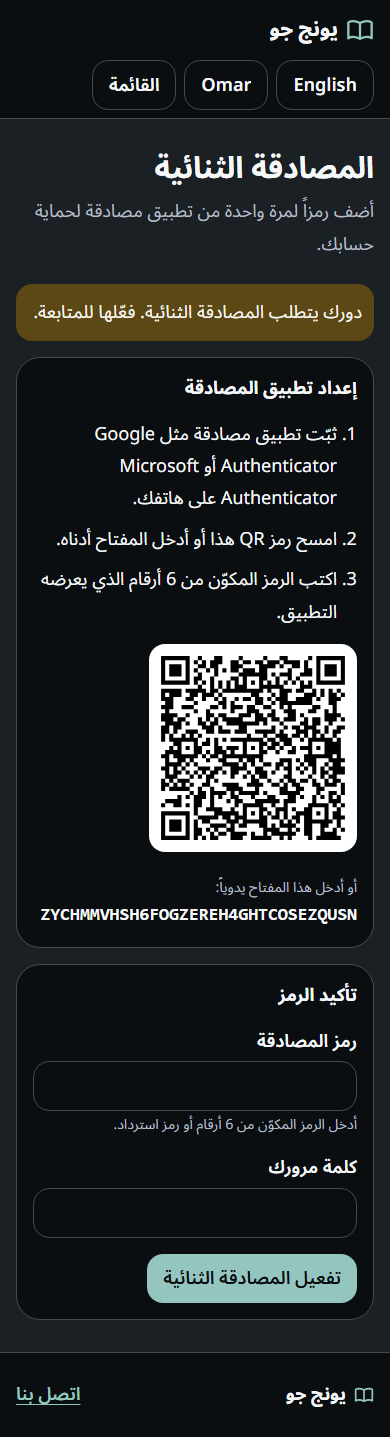 يونج جو
English
Omar
القائمة
المصادقة الثنائية
أضف رمزاً لمرة واحدة من تطبيق مصادقة لحماية
حسابك.
دورك يتطلب المصادقة الثنائية. فعّلها للمتابعة.
إعداد تطبيق المصادقة
1. ثبّت تطبيق مصادقة مثل Google
Authenticator أو Microsoft
Authenticator على هاتفك.
2. امسح رمز QR هذا أو أدخل المفتاح أدناه.
3. اكتب الرمز المكوّن من 6 أرقام الذي يعرضه
التطبيق.
أو أدخل هذا المفتاح يدوياً:
ZYCHMMVHSH6FOGZEREH4GHTCOSEZQUSN
تأكيد الرمز
رمز المصادقة
أدخل الرمز المكوّن من 6 أرقام أو رمز استرداد.
كلمة مرورك
تفعيل المصادقة الثنائية
يونج جو
اتصل بنا